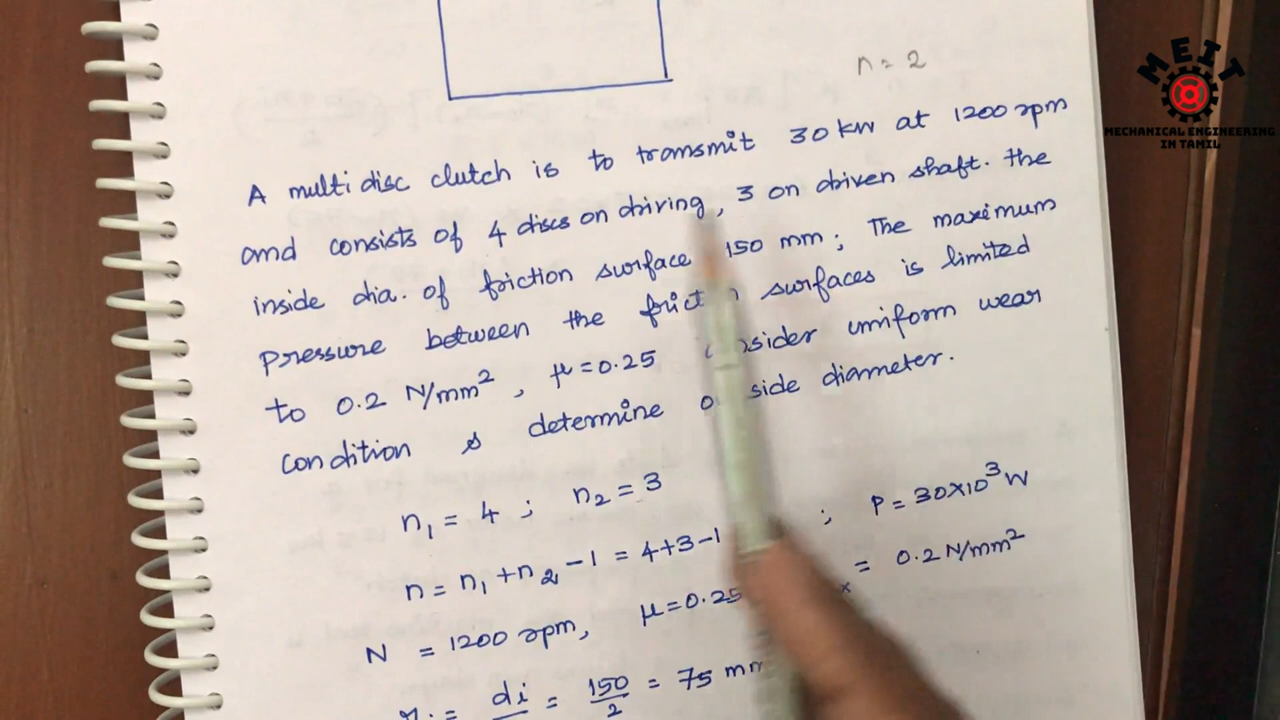 n = 2
MEIT
MECHANICAL ENGINEERING
IN TAMIL
A multi disc clutch is to transmit 30 kW at 1200 rpm
and consists of 4 discs on driving, 3 on driven shaft. the
inside dia. of friction surface 150 mm; The maximum
pressure between the surfaces is limited
to 0.2 N/mm², μ = 0.25 uniform wear
condition & determine diameter.
n₁ = 4 ; n₂ = 3
n = n₁ + n₂ - 1 = 4+3-1 ; P = 30×10³ W
N = 1200 rpm, μ = 0.25 = 0.2 N/mm²
= di = 150/2 = 75 mm